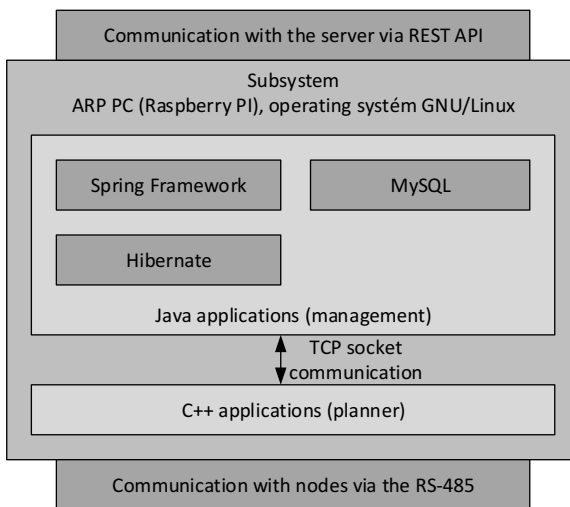 Communication with the server via REST API
Subsystem
ARP PC (Raspberry PI), operating systém GNU/Linux
Spring Framework
MySQL
Hibernate
Java applications (management)
TCP socket
communication
C++ applications (planner)
Communication with nodes via the RS-485